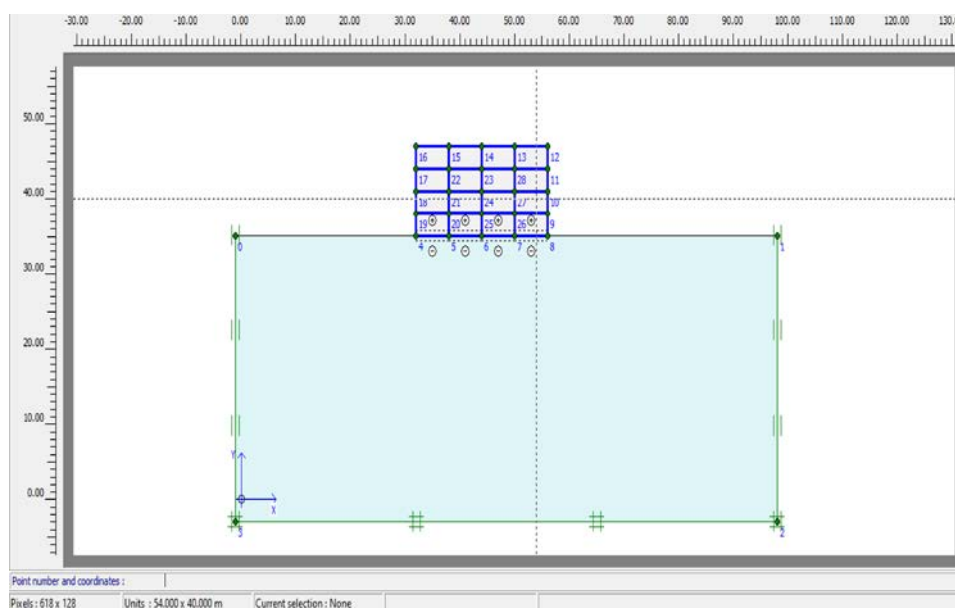 -30.00 -20.00 -10.00 0.00 10.00 20.00 30.00 40.00 50.00 60.00 70.00 80.00 90.00 100.00 110.00 120.00 130.0
50.00
16 15 14 13 12
17 22 23 28 11
40.00
18 21 24 27 10
19 20 25 26 9
0 4 5 6 7 8 1
30.00
20.00
10.00
Y
0.00
X
3 2
Point number and coordinates :
Pixels : 618 x 128 Units : 54.000 x 40.000 m Current selection : None